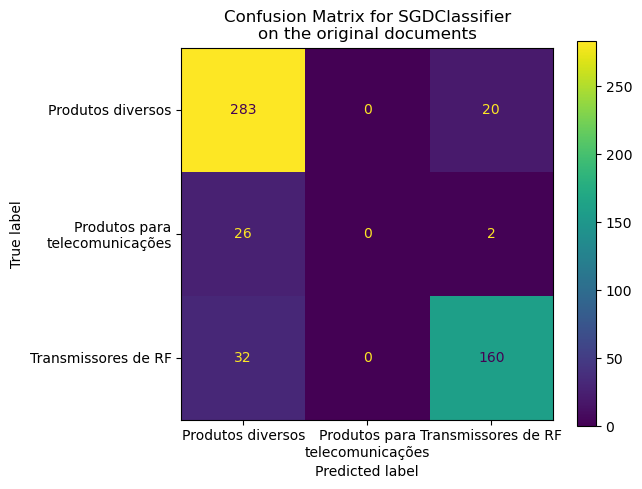 Confusion Matrix for SGDClassifier
on the original documents
True label
Produtos diversos
Produtos para
telecomunicações
Transmissores de RF
283 0 20
26 0 2
32 0 160
Produtos diversos
Produtos para
telecomunicações
Transmissores de RF
Predicted label
250
200
150
100
50
0